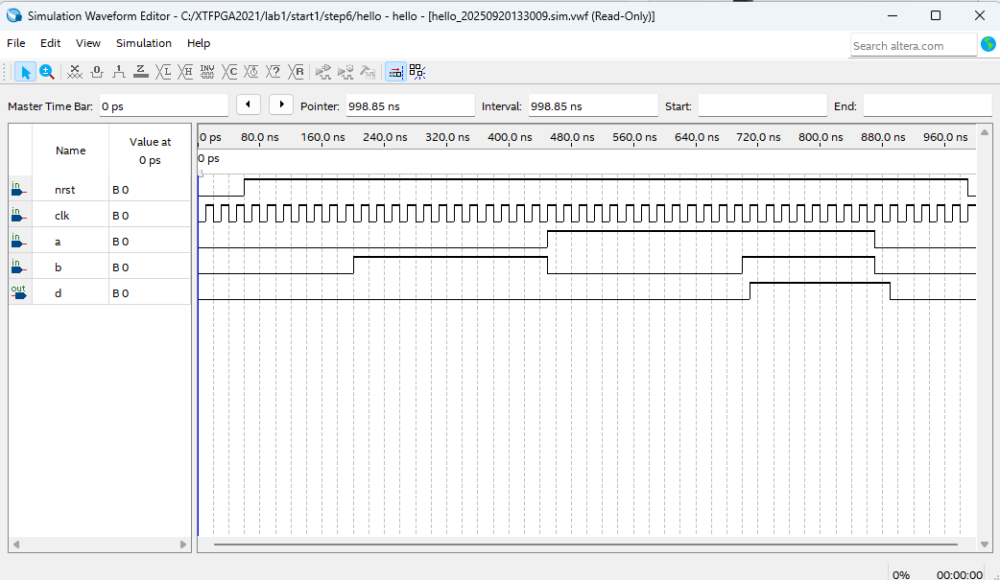 Simulation Waveform Editor - C:/XTFPGA2021/lab1/start1/step6/hello - hello - [hello_20250920133009.sim.vwf (Read-Only)]
File Edit View Simulation Help
Search altera.com
0 1 Z L H INV C ? R
Master Time Bar: 0 ps Pointer: 998.85 ns Interval: 998.85 ns Start: End:
Name Value at 0 ps
0 ps 80.0 ns 160.0 ns 240.0 ns 320.0 ns 400.0 ns 480.0 ns 560.0 ns 640.0 ns 720.0 ns 800.0 ns 880.0 ns 960.0 ns
0 ps
in nrst B 0
in clk B 0
in a B 0
in b B 0
out d B 0
0% 00:00:00